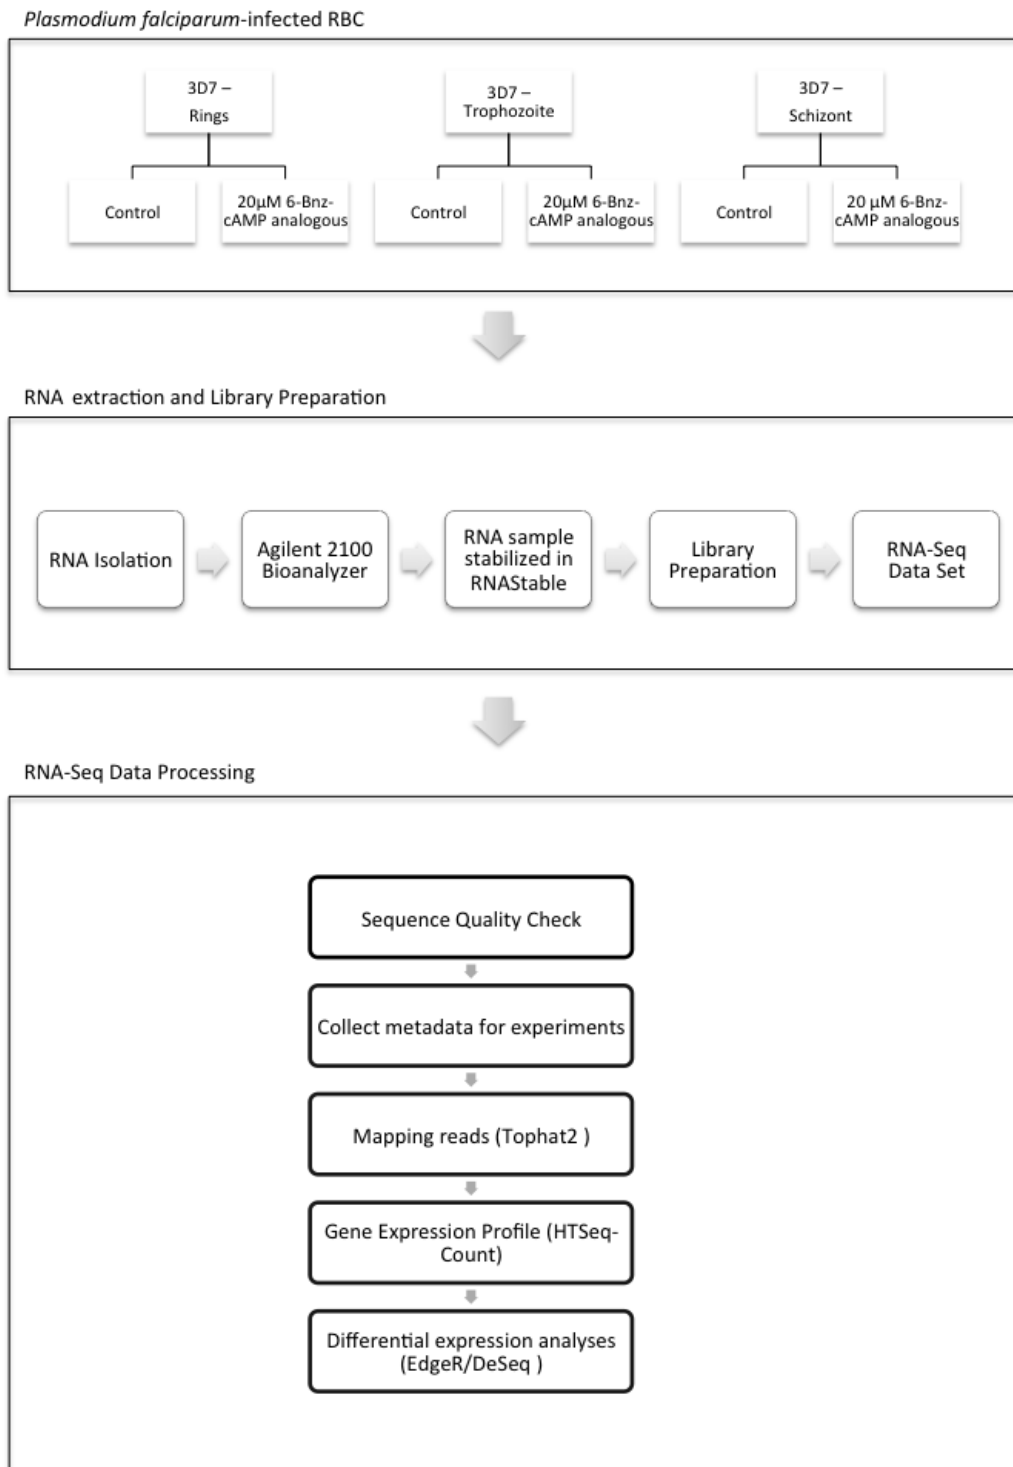 Plasmodium falciparum-infected RBC
3D7 –
Rings
3D7 –
Trophozoite
3D7 –
Schizont
Control
20µM 6-Bnz-
cAMP analogous
Control
20µM 6-Bnz-
cAMP analogous
Control
20 µM 6-Bnz-
cAMP analogous
RNA extraction and Library Preparation
RNA Isolation
Agilent 2100
Bioanalyzer
RNA sample
stabilized in
RNAStable
Library
Preparation
RNA-Seq
Data Set
RNA-Seq Data Processing
Sequence Quality Check
Collect metadata for experiments
Mapping reads (Tophat2 )
Gene Expression Profile (HTSeq-
Count)
Differential expression analyses
(EdgeR/DeSeq )